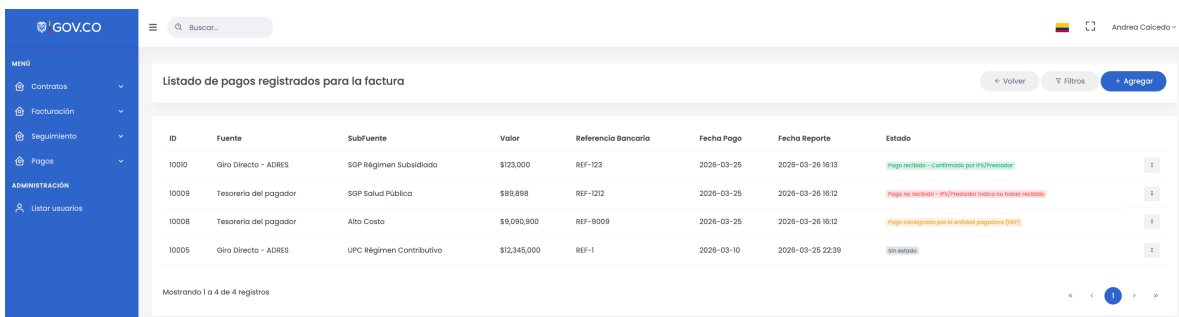 GOV.CO
Buscar...
Andrea Caicedo
MENÚ
Contratos
Facturación
Seguimiento
Pagos
ADMINISTRACIÓN
Listar usuarios
Listado de pagos registrados para la factura
← Volver
Filtros
+ Agregar
ID Fuente SubFuente Valor Referencia Bancaria Fecha Pago Fecha Reporte Estado
10010 Giro Directo - ADRES SGP Régimen Subsidiado $123,000 REF-123 2026-03-25 2026-03-26 16:13 Pago recibido - Confirmado por IPS/Prestador
10009 Tesoreria del pagador SGP Salud Pública $89,898 REF-1212 2026-03-25 2026-03-26 16:12 Pago no recibido - IPS/Prestador indica no haber recibido
10008 Tesoreria del pagador Alto Costo $9,090,900 REF-9009 2026-03-25 2026-03-26 16:12 Pago consignado por la entidad pagadora (ERP)
10005 Giro Directo - ADRES UPC Régimen Contributivo $12,345,000 REF-1 2026-03-10 2026-03-25 22:39 Sin estado
Mostrando 1 a 4 de 4 registros
« ‹ 1 › »